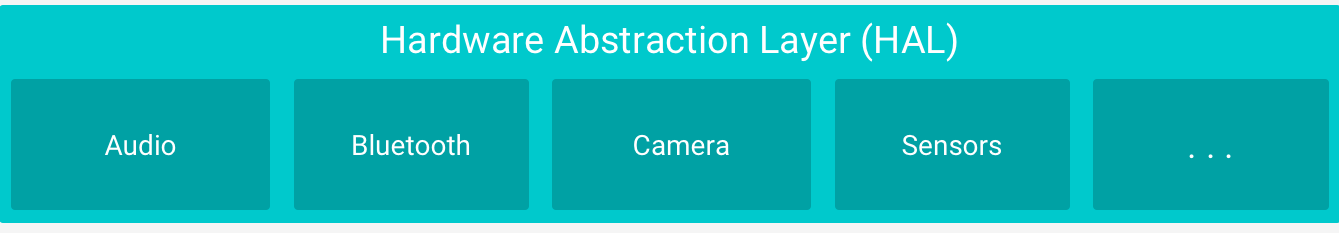 Hardware Abstraction Layer (HAL)
Audio
Bluetooth
Camera
Sensors
. . .